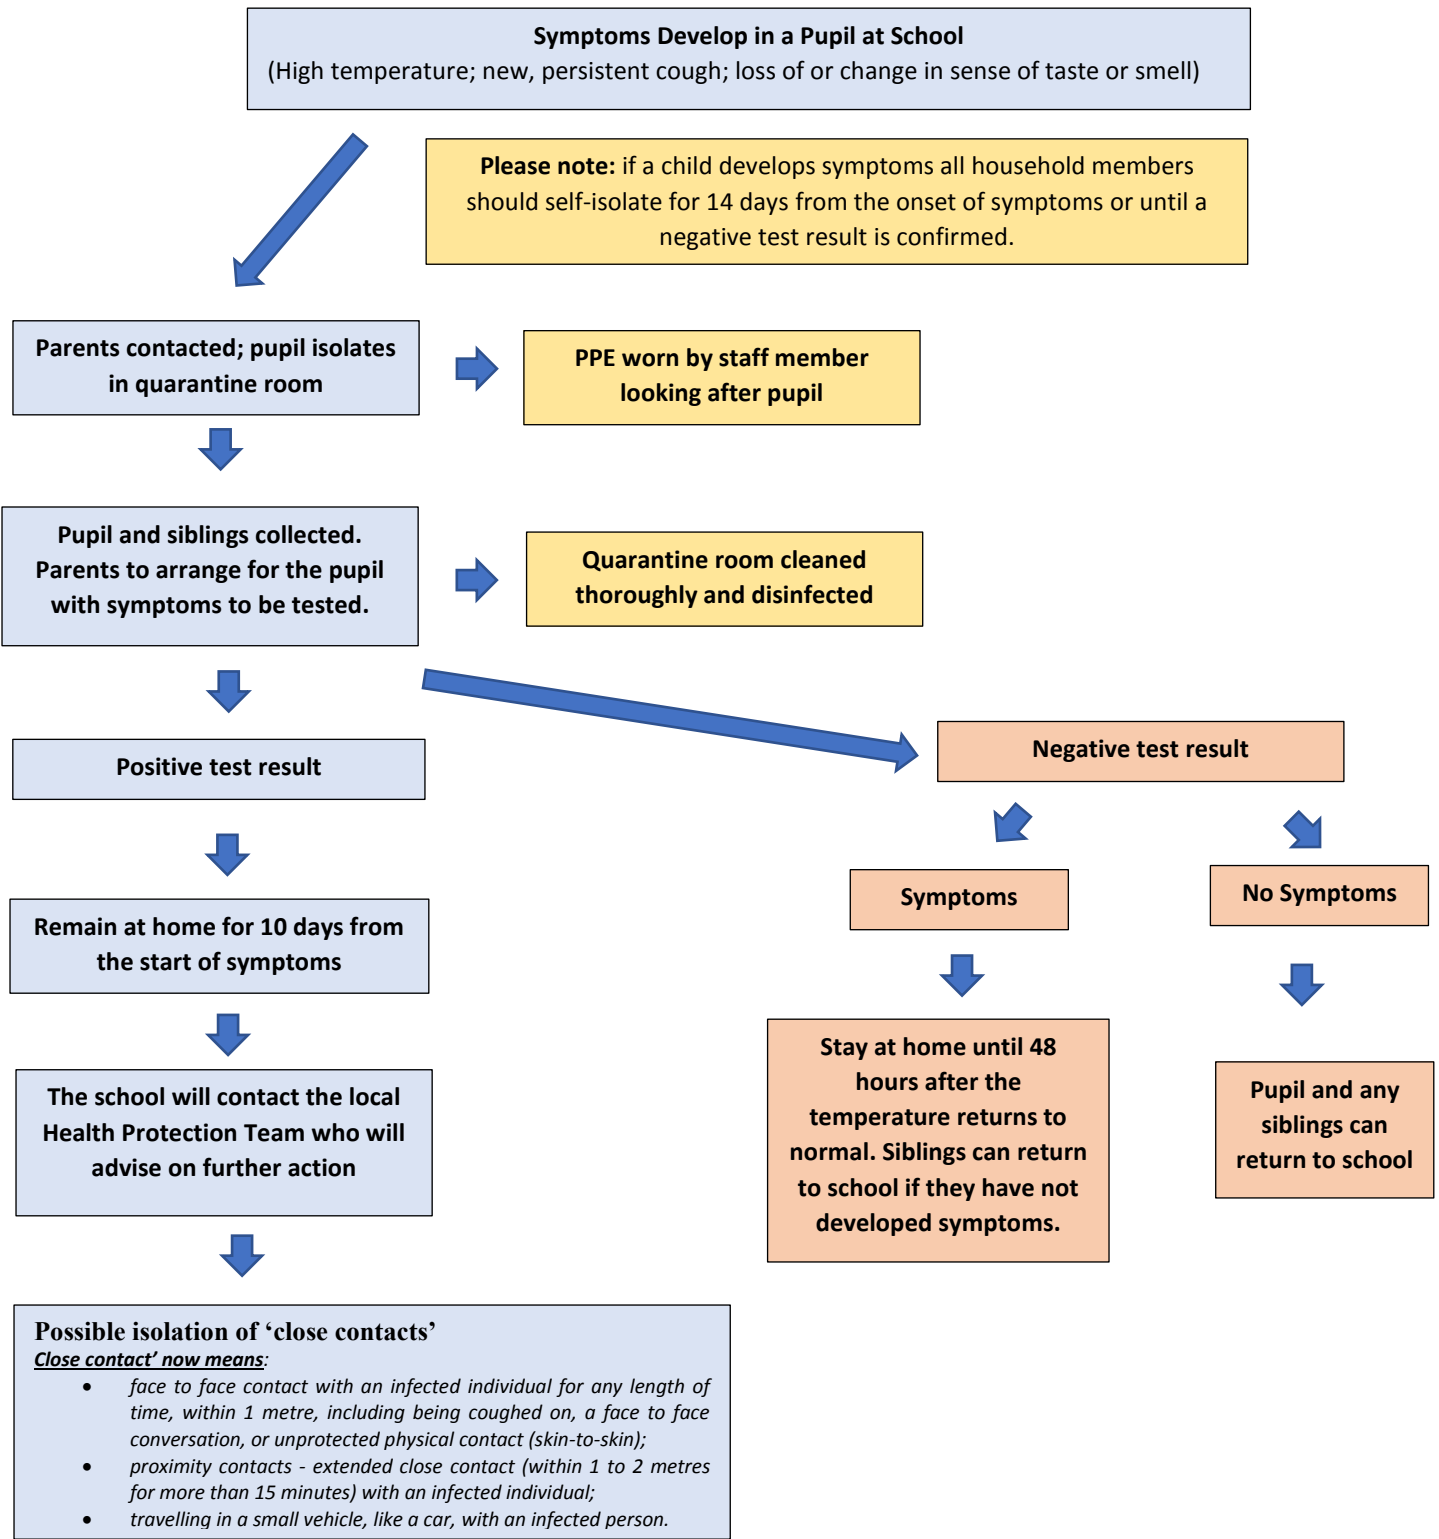 Symptoms Develop in a Pupil at School
(High temperature; new, persistent cough; loss of or change in sense of taste or smell)
Please note: if a child develops symptoms all household members
should self-isolate for 14 days from the onset of symptoms or until a
negative test result is confirmed.
Parents contacted; pupil isolates
in quarantine room
PPE worn by staff member
looking after pupil
Pupil and siblings collected.
Parents to arrange for the pupil
with symptoms to be tested.
Quarantine room cleaned
thoroughly and disinfected
Positive test result
Negative test result
Symptoms
No Symptoms
Remain at home for 10 days from
the start of symptoms
Stay at home until 48
hours after the
temperature returns to
normal. Siblings can return
to school if they have not
developed symptoms.
Pupil and any
siblings can
return to school
The school will contact the local
Health Protection Team who will
advise on further action
Possible isolation of ‘close contacts’
Close contact’ now means:
• face to face contact with an infected individual for any length of
time, within 1 metre, including being coughed on, a face to face
conversation, or unprotected physical contact (skin-to-skin);
• proximity contacts - extended close contact (within 1 to 2 metres
for more than 15 minutes) with an infected individual;
• travelling in a small vehicle, like a car, with an infected person.